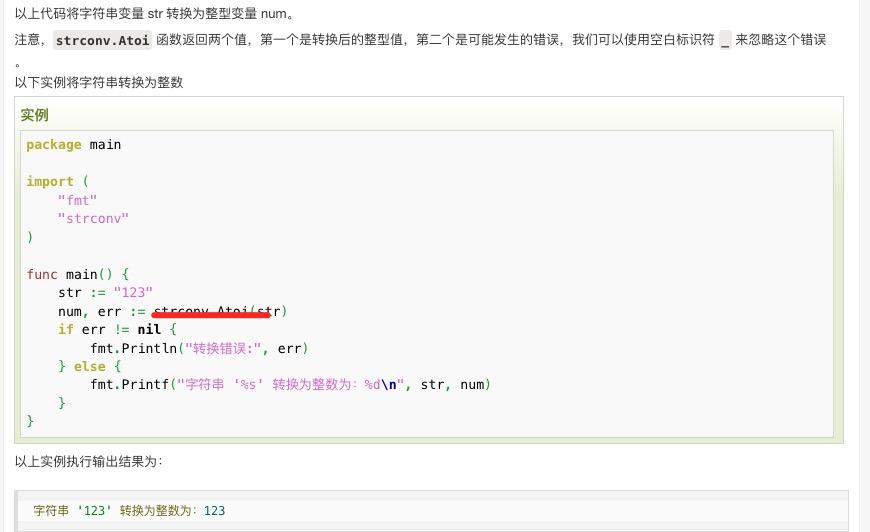 以上代码将字符串变量 str 转换为整型变量 num。
注意，strconv.Atoi 函数返回两个值，第一个是转换后的整型值，第二个是可能发生的错误，我们可以使用空白标识符 _ 来忽略这个错误
。
以下实例将字符串转换为整数
实例
package main
import (
"fmt"
"strconv"
)
func main() {
str := "123"
num, err := strconv.Atoi(str)
if err != nil {
fmt.Println("转换错误:", err)
} else {
fmt.Printf("字符串 '%s' 转换为整数为：%d\n", str, num)
}
}
以上实例执行输出结果为：
字符串 '123' 转换为整数为：123